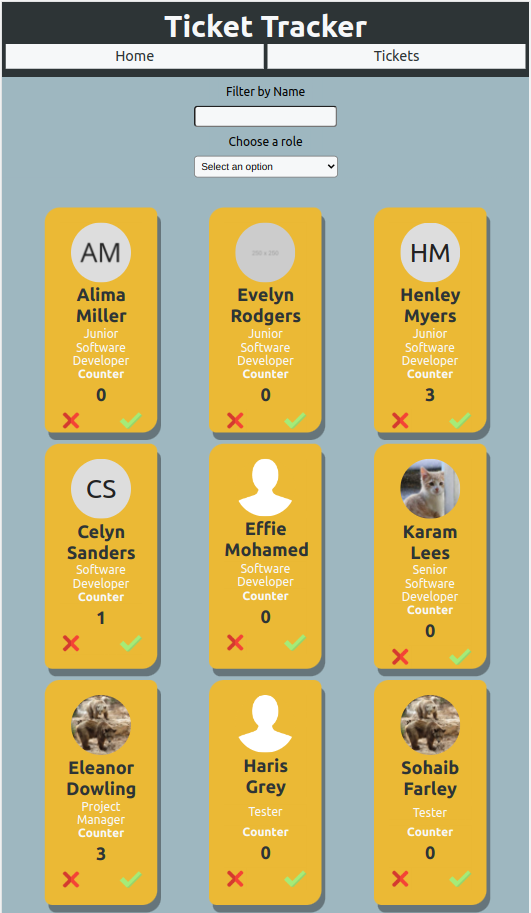 Ticket Tracker
Home
Tickets
Filter by Name
Choose a role
Select an option
AM
Alima
Miller
Junior
Software
Developer
Counter
0
Evelyn
Rodgers
Junior
Software
Developer
Counter
0
HM
Henley
Myers
Junior
Software
Developer
Counter
3
CS
Celyn
Sanders
Software
Developer
Counter
1
Effie
Mohamed
Software
Developer
Counter
0
Karam
Lees
Senior
Software
Developer
Counter
0
Eleanor
Dowling
Project
Manager
Counter
3
Haris
Grey
Tester
Counter
0
Sohaib
Farley
Tester
Counter
0